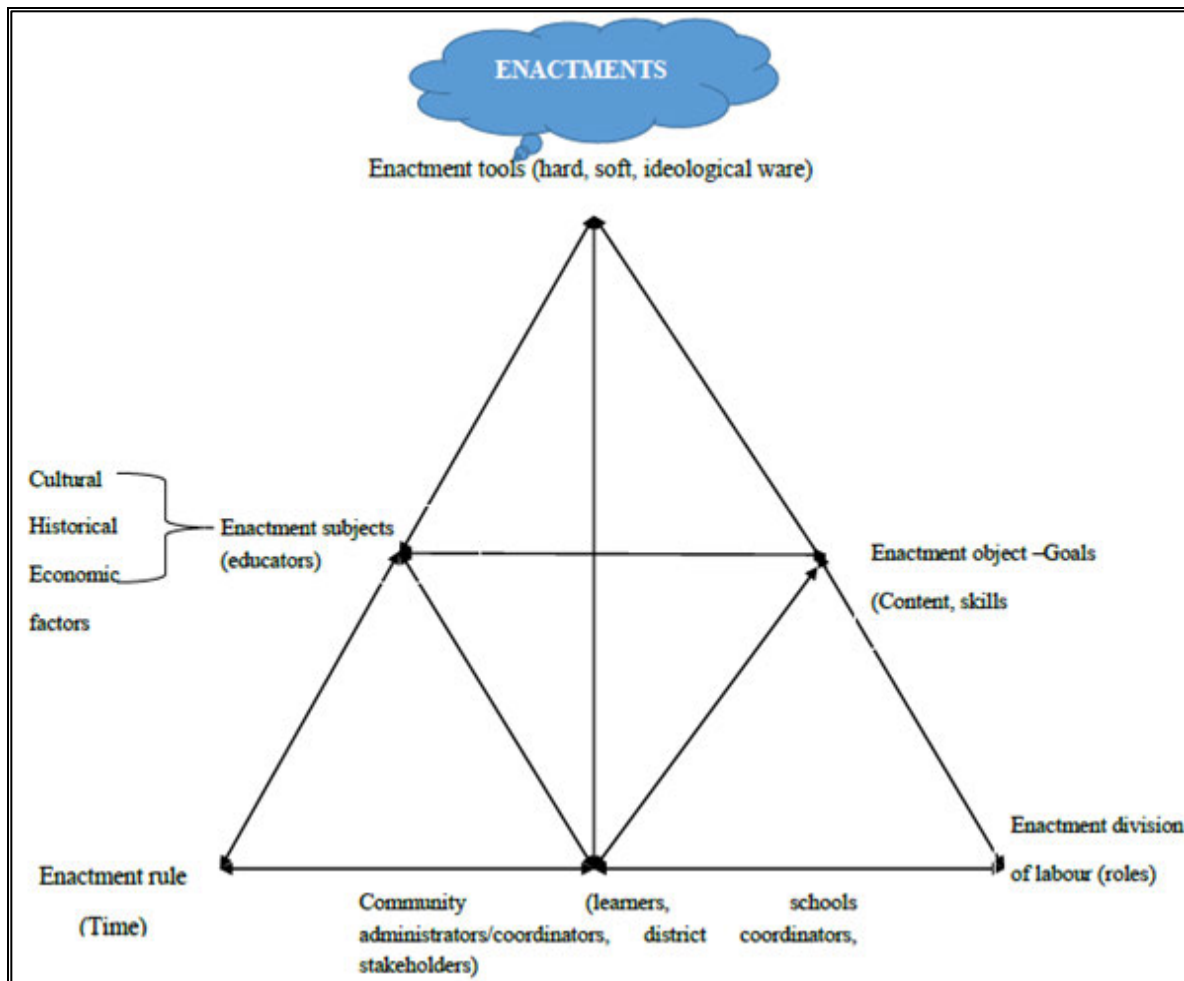 ENACTMENTS
Enactment tools (hard, soft, ideological ware)
Cultural
Historical
Economic
factors
Enactment subjects
(educators)
Enactment object –Goals
(Content, skills
Enactment rule
(Time)
Community (learners, schools
administrators/coordinators, district coordinators,
stakeholders)
Enactment division
of labour (roles)